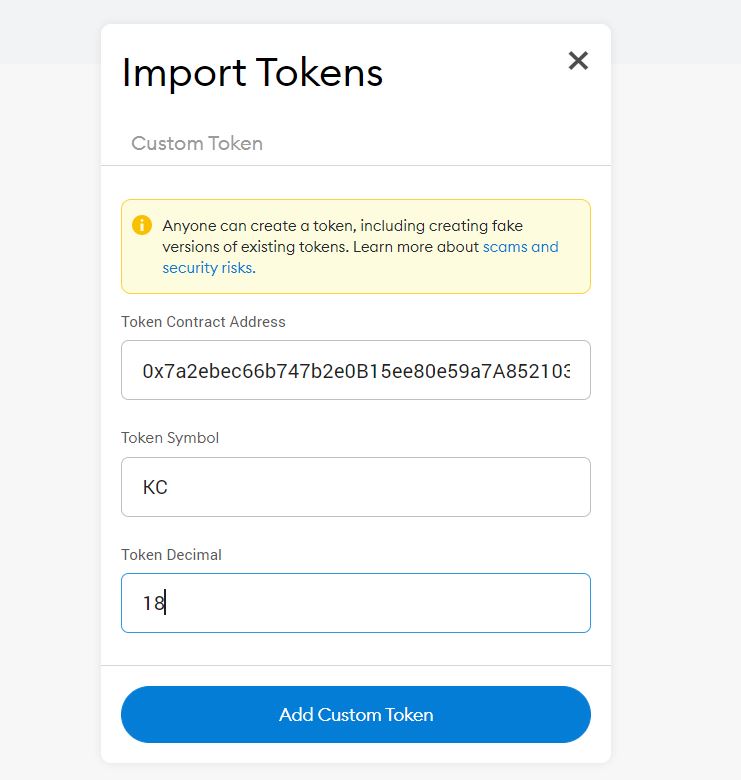 Import Tokens
Custom Token
Anyone can create a token, including creating fake
versions of existing tokens. Learn more about scams and
security risks.
Token Contract Address
0x7a2ebec66b747b2e0B15ee80e59a7A852103
Token Symbol
KC
Token Decimal
18
Add Custom Token